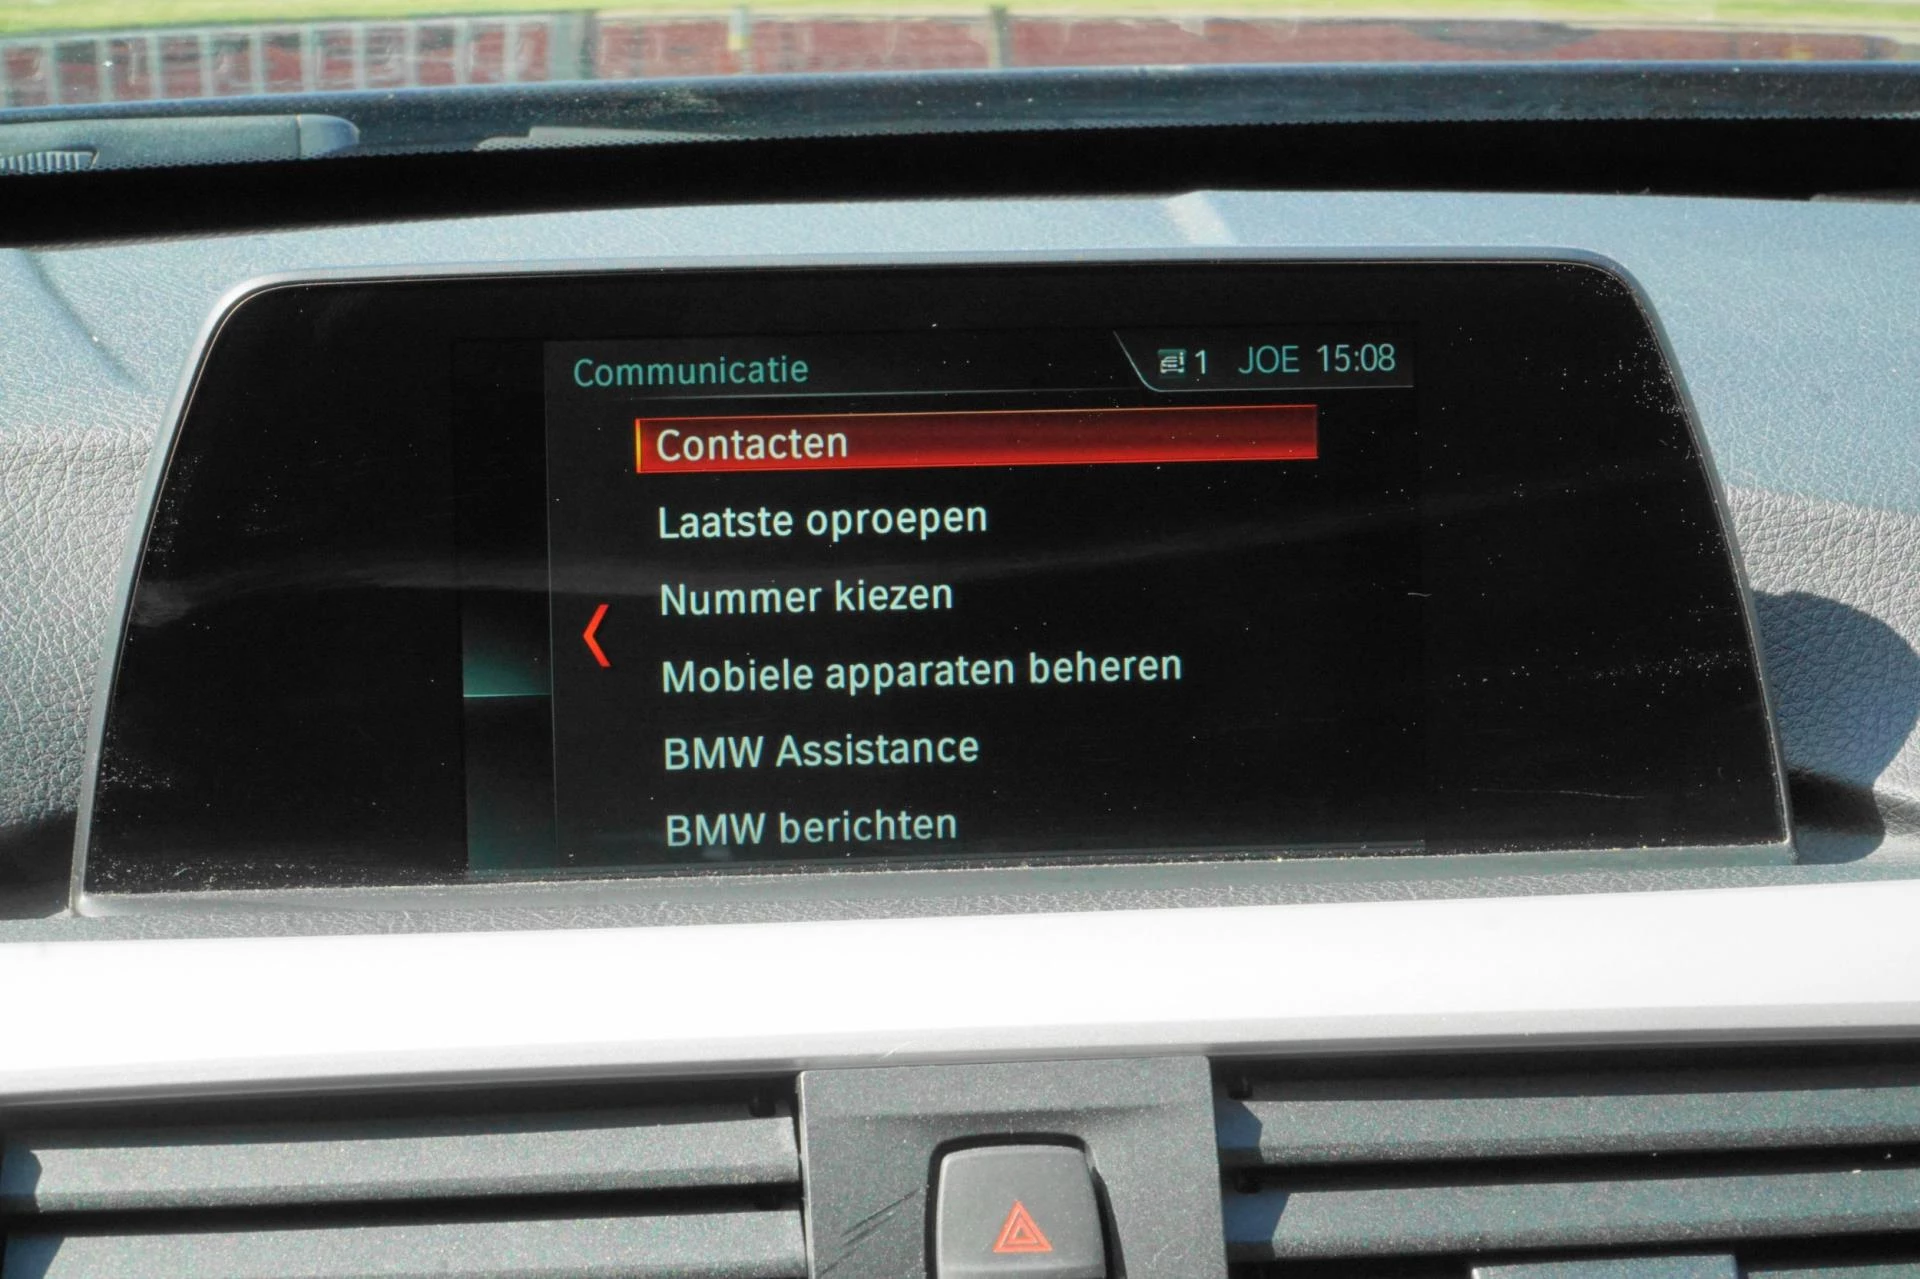 Communicatie 1 JOE 15:08
Contacten
Laatste oproepen
Nummer kiezen
Mobiele apparaten beheren
BMW Assistance
BMW berichten